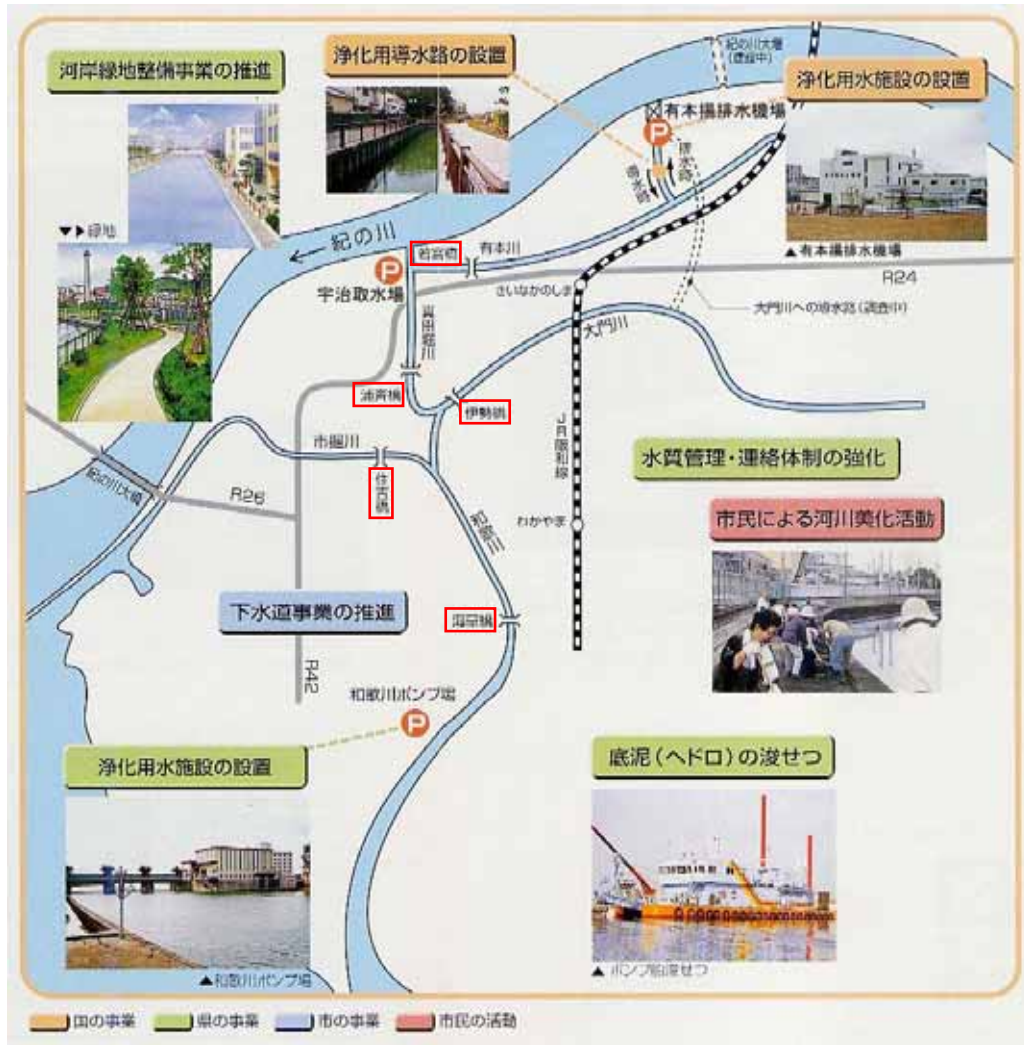 河岸緑地整備事業の推進
浄化用導水路の設置
紀の川大堰
(建設中)
浄化用水施設の設置
有本揚排水機場
P
排水時
導水時
▼▶緑地
← 紀の川
若宮橋
有本川
▲有本揚排水機場
R24
P
宇治取水場
さいなかのしま
大門川への導水路(調査中)
真田堀川
大門川
浦斉橋
伊勢橋
JR阪和線
市堀川
住吉橋
水質管理・連絡体制の強化
紀の川大橋
R26
和歌川
わかやま
市民による河川美化活動
下水道事業の推進
海草橋
R42
和歌川ポンプ場
P
浄化用水施設の設置
底泥(ヘドロ)の浚せつ
▲和歌川ポンプ場
▲ポンプ船浚せつ
国の事業 県の事業 市の事業 市民の活動